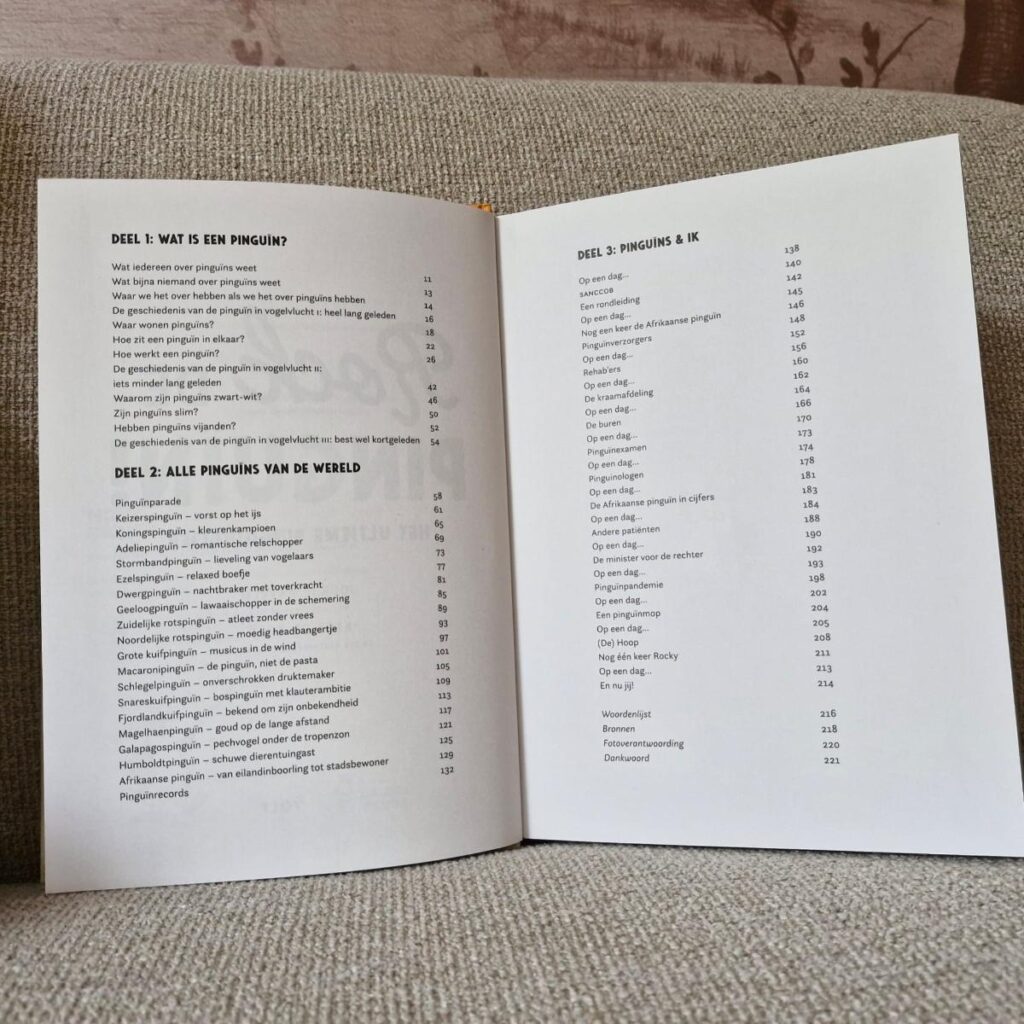 DEEL 1: WAT IS EEN PINGUÏN?
Wat iedereen over pinguïns weet 11
Wat bijna niemand over pinguïns weet 13
Waar we het over hebben als we het over pinguïns hebben 14
De geschiedenis van de pinguïn in vogelvlucht I: heel lang geleden 16
Waar wonen pinguïns? 18
Hoe zit een pinguïn in elkaar? 22
Hoe werkt een pinguïn? 26
De geschiedenis van de pinguïn in vogelvlucht II:
iets minder lang geleden 42
Waarom zijn pinguïns zwart-wit? 46
Zijn pinguïns slim? 50
Hebben pinguïns vijanden? 52
De geschiedenis van de pinguïn in vogelvlucht III: best wel kortgeleden 54
DEEL 2: ALLE PINGUÏNS VAN DE WERELD
Pinguïnparade 58
Keizerspinguïn – vorst op het ijs 61
Koningspinguïn – kleurenkampioen 65
Adeliepinguïn – romantische relschopper 69
Stormbandpinguïn – lieveling van vogelaars 73
Ezelspinguïn – relaxed boefje 77
Dwergpinguïn – nachtbraker met toverkracht 81
Geeloogpinguïn – lawaaischopper in de schemering 85
Zuidelijke rotspinguïn – atleet zonder vrees 89
Noordelijke rotspinguïn – moedig headbangertje 93
Grote kuifpinguïn – musicus in de wind 97
Macaronipinguïn – de pinguïn, niet de pasta 101
Schlegelpinguïn – onverschrokken druktemaker 105
Snareskuifpinguïn – bospinguïn met klauterambitie 109
Fjordlandkuifpinguïn – bekend om zijn onbekendheid 113
Magelhaenpinguïn – goud op de lange afstand 117
Galapagospinguïn – pechvogel onder de tropenzon 121
Humboldtpinguïn – schuwe dierentuingast 125
Afrikaanse pinguïn – van eilandinboorling tot stadsbewoner 129
Pinguïnrecords 132
DEEL 3: PINGUÏNS & IK
Op een dag... 138
SANCCOB 140
Een rondleiding 142
Op een dag... 145
Nog een keer de Afrikaanse pinguïn 146
Pinguïnverzorgers 148
Op een dag... 152
Rehab'ers 156
Op een dag... 160
De kraamafdeling 162
Op een dag... 164
De buren 166
Op een dag... 170
Pinguïnexamen 173
Op een dag... 174
Pinguïnologen 178
Op een dag... 181
De Afrikaanse pinguïn in cijfers 183
Op een dag... 184
Andere patiënten 188
Op een dag... 190
De minister voor de rechter 192
Op een dag... 193
Pinguïnpandemie 198
Op een dag... 202
Een pinguïnmop 204
Op een dag... 205
(De) Hoop 208
Nog één keer Rocky 211
Op een dag... 213
En nu jij! 214
Woordenlijst 216
Bronnen 218
Fotoverantwoording 220
Dankwoord 221